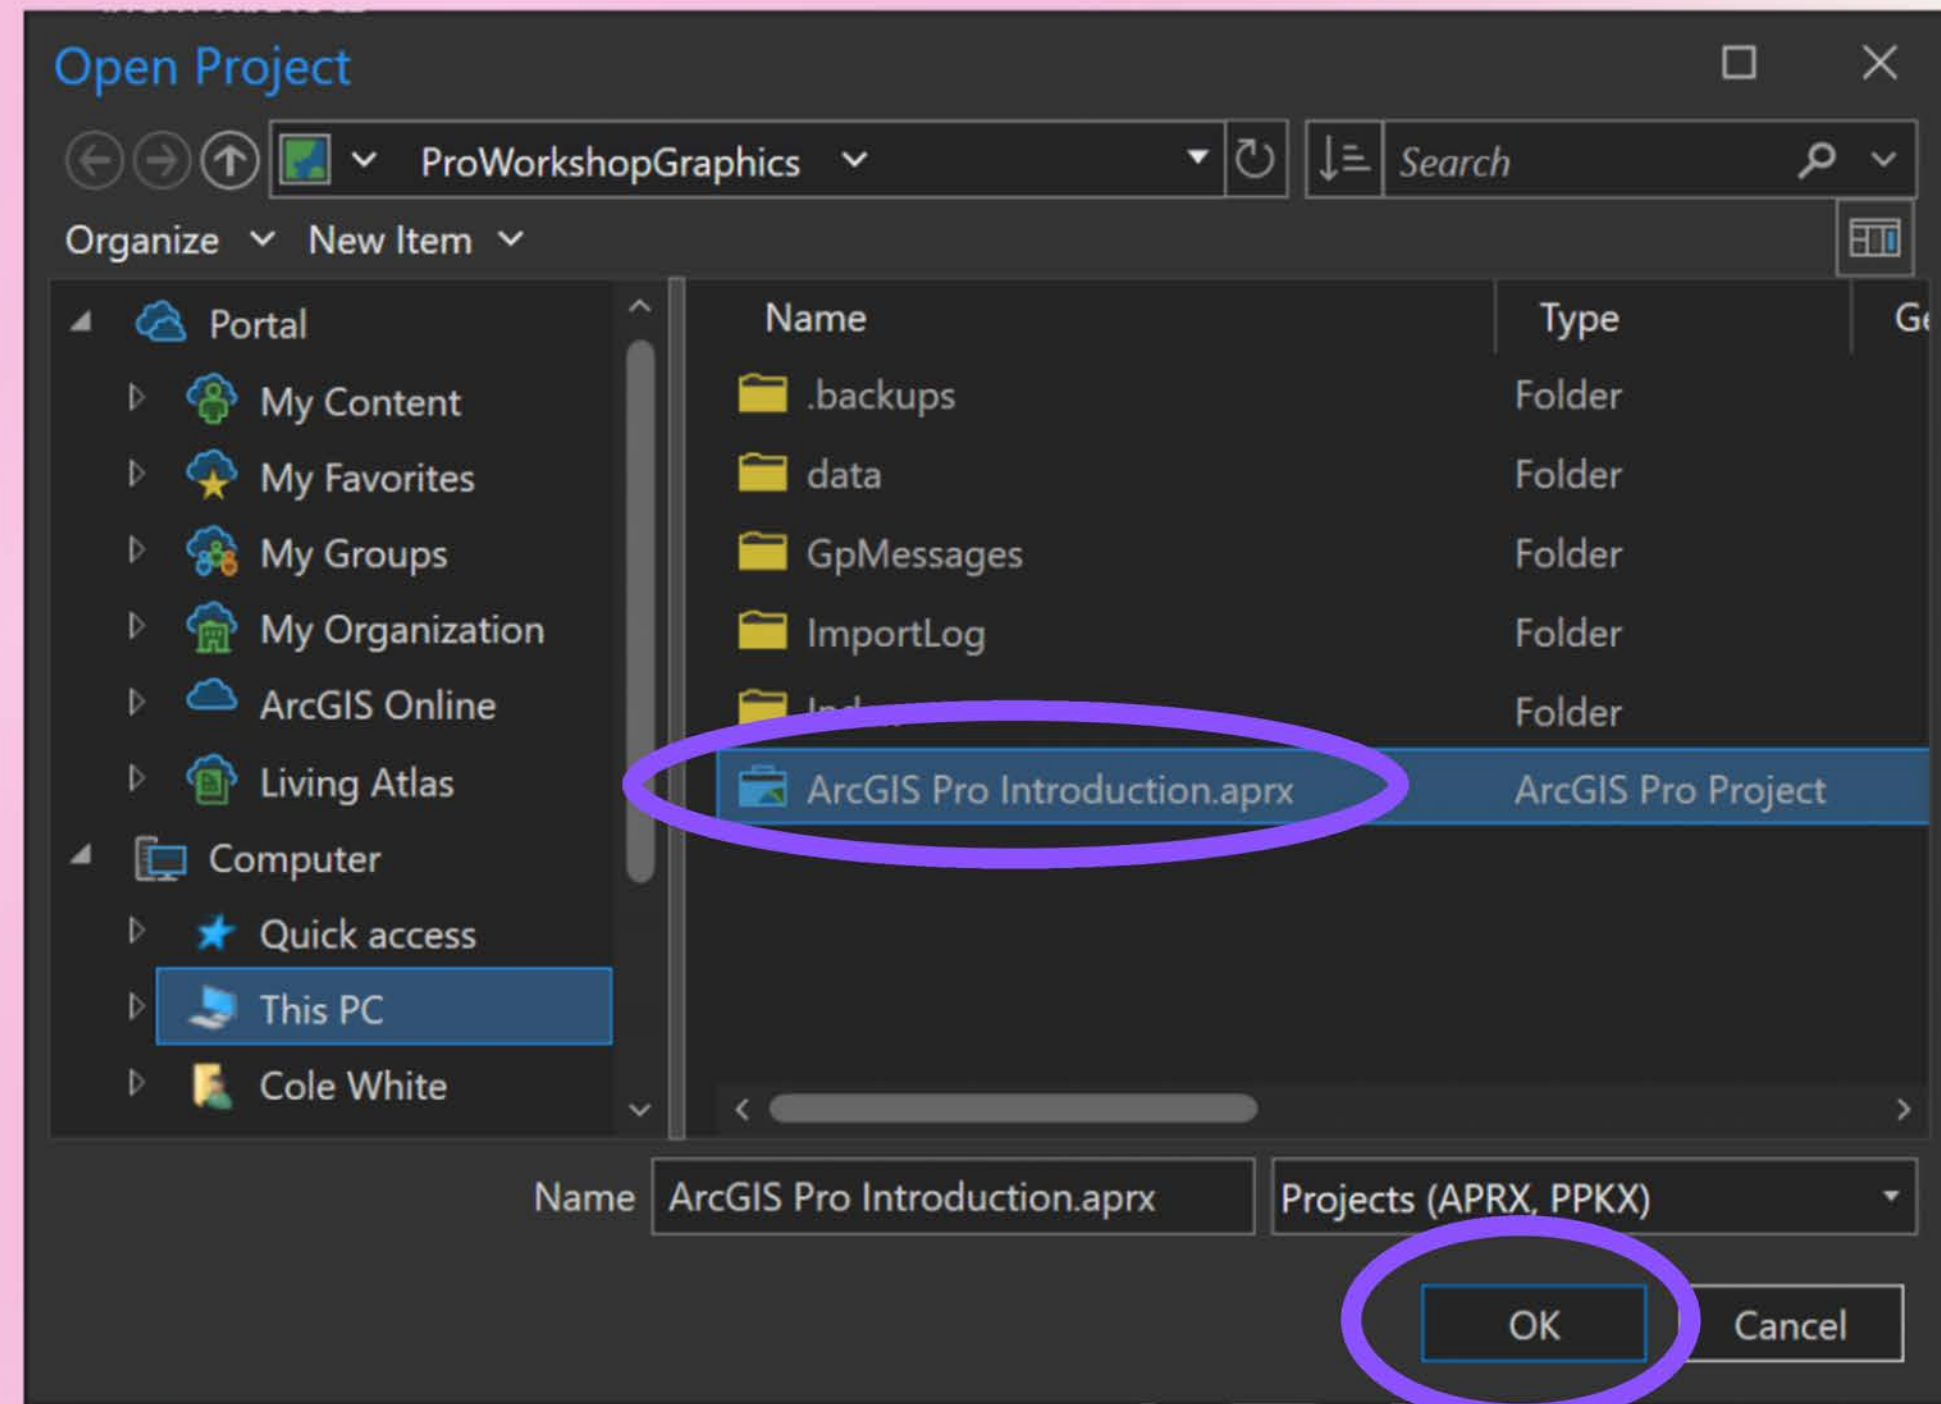 Open Project
ProWorkshopGraphics
Search
Organize New Item
Portal
My Content
My Favorites
My Groups
My Organization
ArcGIS Online
Living Atlas
Computer
Quick access
This PC
Cole White
Name Type
.backups Folder
data Folder
GpMessages Folder
ImportLog Folder
Folder
ArcGIS Pro Introduction.aprx ArcGIS Pro Project
Name ArcGIS Pro Introduction.aprx Projects (APRX, PPKX)
OK Cancel